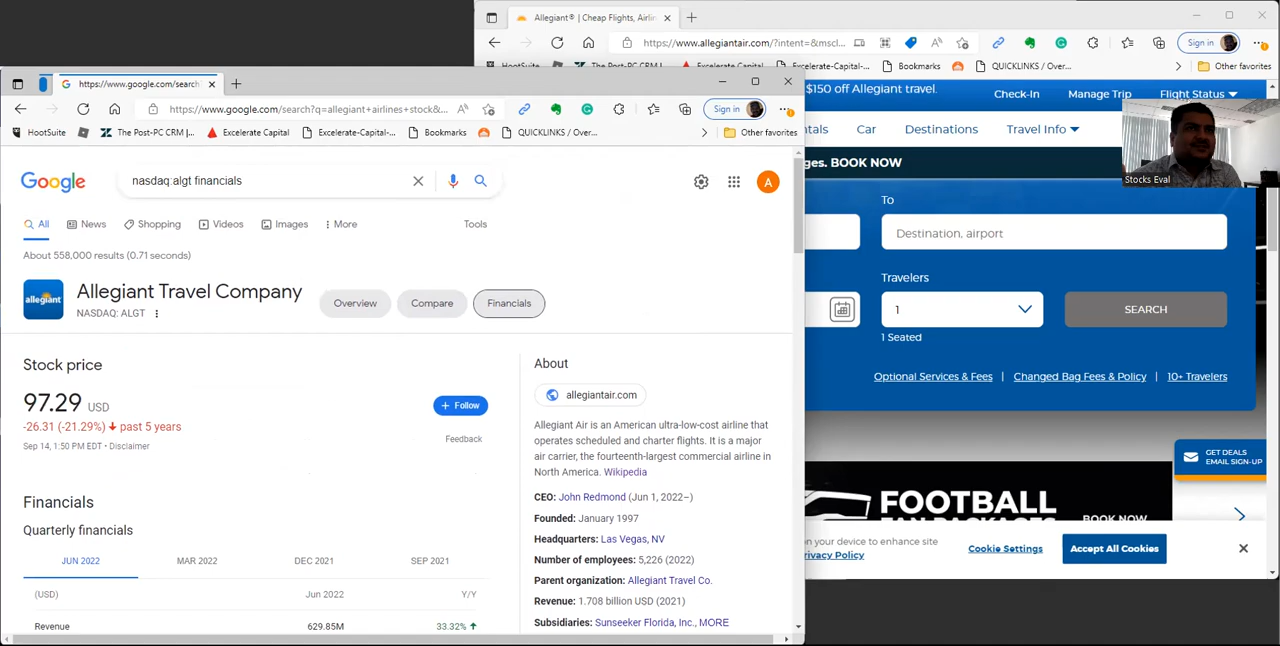 Allegiant® | Cheap Flights, Airlin
https://www.allegiantair.com/?intent=&mscl
Sign in
HootSuite
The Post-PC CRM |...
Excelerate Capital
Excelerate-Capital-...
Bookmarks
QUICKLINKS / Over...
Other favorites
$150 off Allegiant travel.
Check-In
Manage Trip
Flight Status
ntals
Car
Destinations
Travel Info
ges. BOOK NOW
Stocks Eval
To
Destination, airport
Travelers
1
SEARCH
1 Seated
Optional Services & Fees | Changed Bag Fees & Policy | 10+ Travelers
GET DEALS
EMAIL SIGN-UP
FOOTBALL
FAN PACKAGES
BOOK NOW
on your device to enhance site
rivacy Policy
Cookie Settings
Accept All Cookies
https://www.google.com/search?
https://www.google.com/search?q=allegiant+airlines+stock&...
Sign in
HootSuite
The Post-PC CRM |...
Excelerate Capital
Excelerate-Capital-...
Bookmarks
QUICKLINKS / Over...
Other favorites
Google
nasdaq:algt financials
A
All
News
Shopping
Videos
Images
More
Tools
About 558,000 results (0.71 seconds)
allegiant
Allegiant Travel Company
NASDAQ: ALGT
Overview
Compare
Financials
Stock price
97.29 USD
-26.31 (-21.29%) past 5 years
Sep 14, 1:50 PM EDT • Disclaimer
+ Follow
Feedback
Financials
Quarterly financials
JUN 2022
MAR 2022
DEC 2021
SEP 2021
(USD)
Jun 2022
Y/Y
Revenue
629.85M
33.32%
About
allegiantair.com
Allegiant Air is an American ultra-low-cost airline that
operates scheduled and charter flights. It is a major
air carrier, the fourteenth-largest commercial airline in
North America. Wikipedia
CEO: John Redmond (Jun 1, 2022–)
Founded: January 1997
Headquarters: Las Vegas, NV
Number of employees: 5,226 (2022)
Parent organization: Allegiant Travel Co.
Revenue: 1.708 billion USD (2021)
Subsidiaries: Sunseeker Florida, Inc., MORE